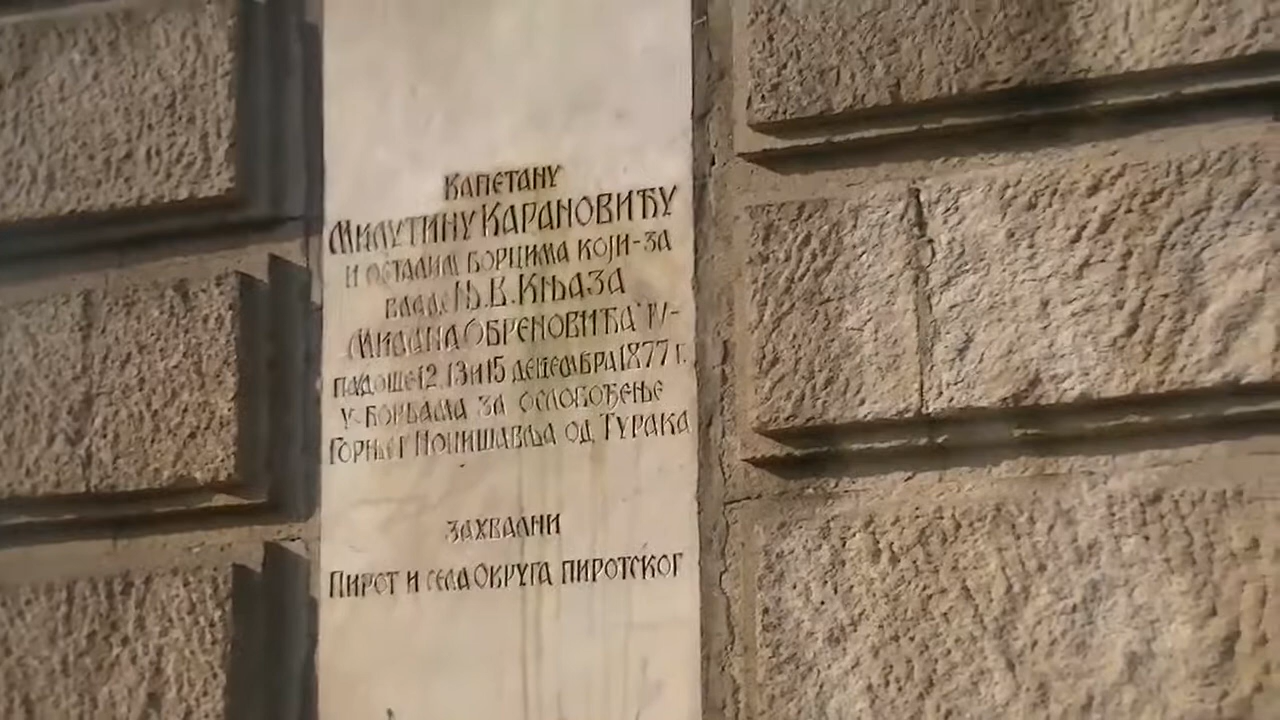 КАПЕТАНУ
МИЛУТИНУ КАРАНОВИЋУ
И ОСТАЛИМ БОРЦИМА КОЈИ-ЗА
ВЛАДЕ Њ.В. КЊАЗА
МИЛАНА ОБРЕНОВИЋА IV-
ПАДОШЕ 12, 13 И 15 ДЕЦЕМБРА 1877 Г.
У БОРБАМА ЗА ОСЛОБОЂЕЊЕ
ГОРЊЕГ ПОНИШАВЉА ОД ТУРАКА
ЗАХВАЛНИ
ПИРОТ И СЕЛА ОКРУГА ПИРОТСКОГ